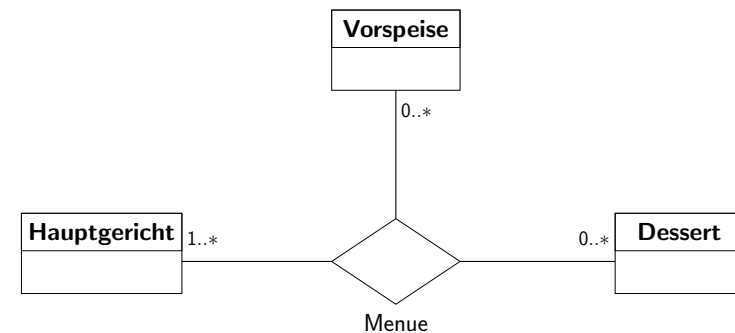 Vorspeise
0..*
Hauptgericht
1..*
0..*
Dessert
Menue